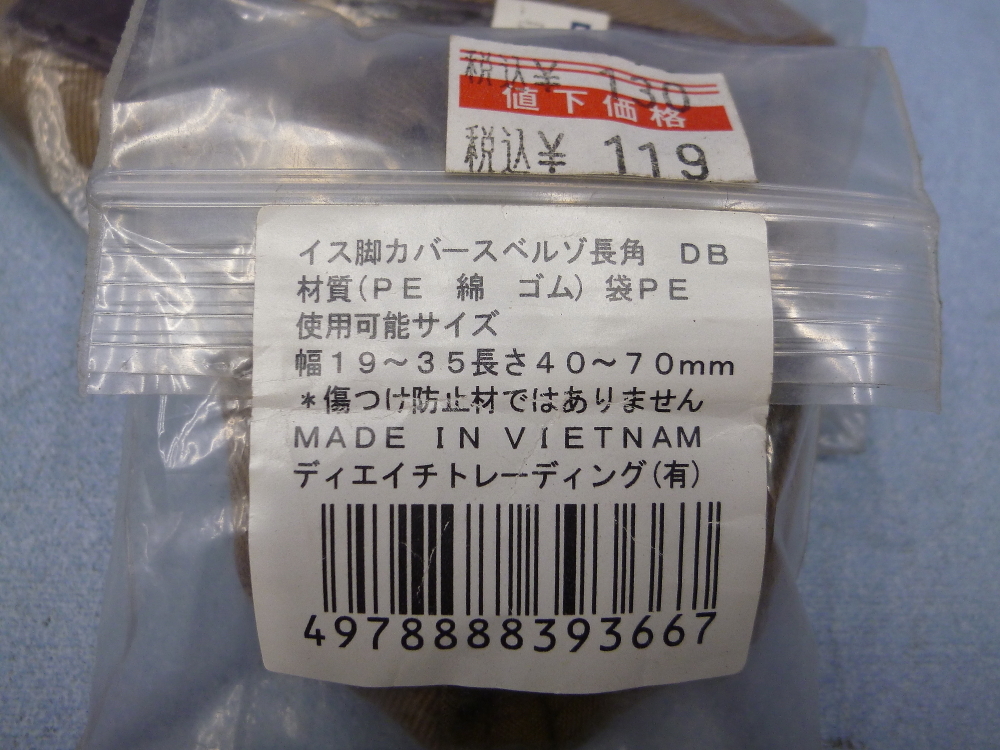 税込¥ 130
値下価格
税込¥ 119
イス脚カバースベルゾ長角　DB
材質(PE　綿　ゴム) 袋PE
使用可能サイズ
幅19～35長さ40～70mm
*傷つけ防止材ではありません
MADE IN VIETNAM
ディエイチトレーディング(有)
4978888393667